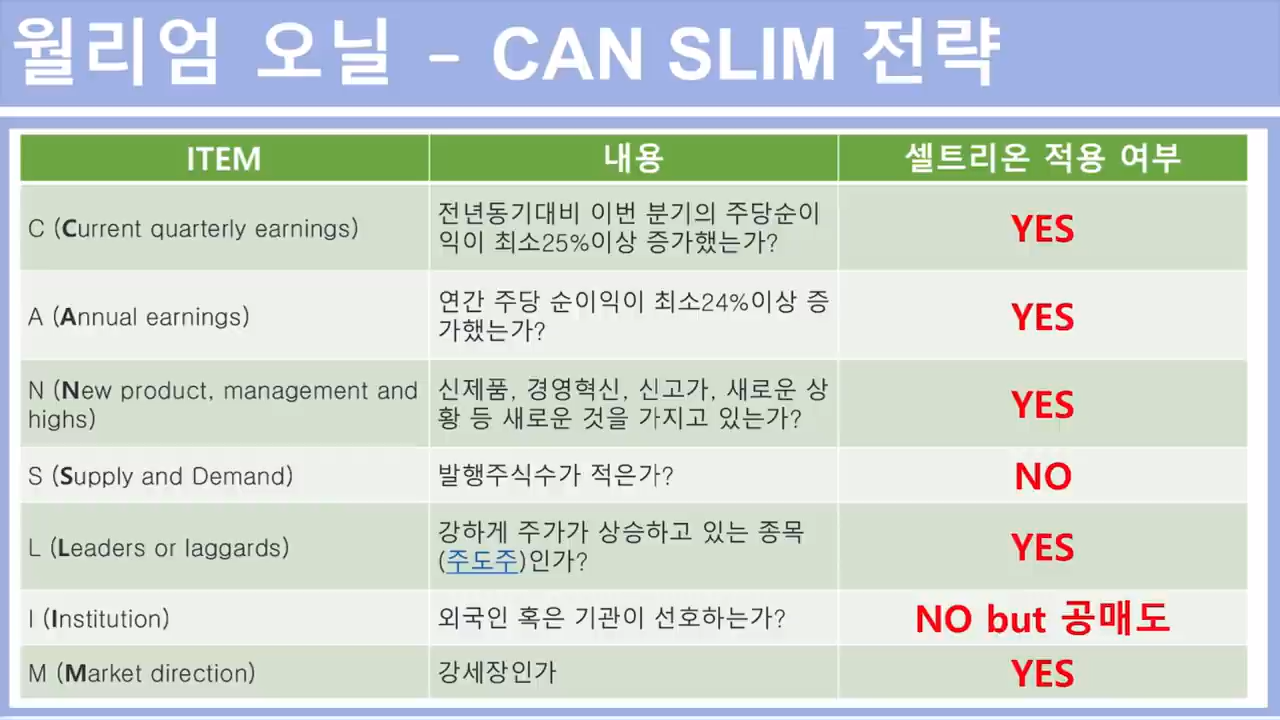 윌리엄 오닐 – CAN SLIM 전략
ITEM
내용
셀트리온 적용 여부
C (Current quarterly earnings)
전년동기대비 이번 분기의 주당순이
익이 최소25%이상 증가했는가?
YES
A (Annual earnings)
연간 주당 순이익이 최소24%이상 증
가했는가?
YES
N (New product, management and
highs)
신제품, 경영혁신, 신고가, 새로운 상
황 등 새로운 것을 가지고 있는가?
YES
S (Supply and Demand)
발행주식수가 적은가?
NO
L (Leaders or laggards)
강하게 주가가 상승하고 있는 종목
(주도주)인가?
YES
I (Institution)
외국인 혹은 기관이 선호하는가?
NO but 공매도
M (Market direction)
강세장인가
YES